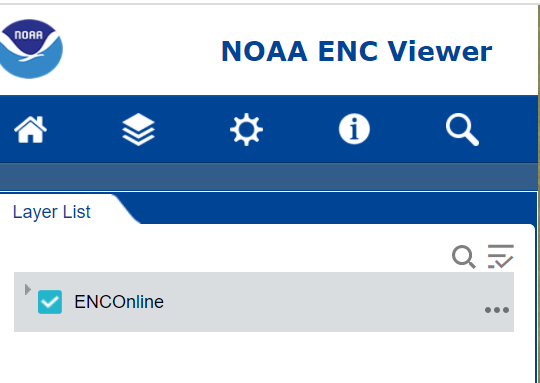 NOAA
NOAA ENC Viewer
Layer List
ENCOnline